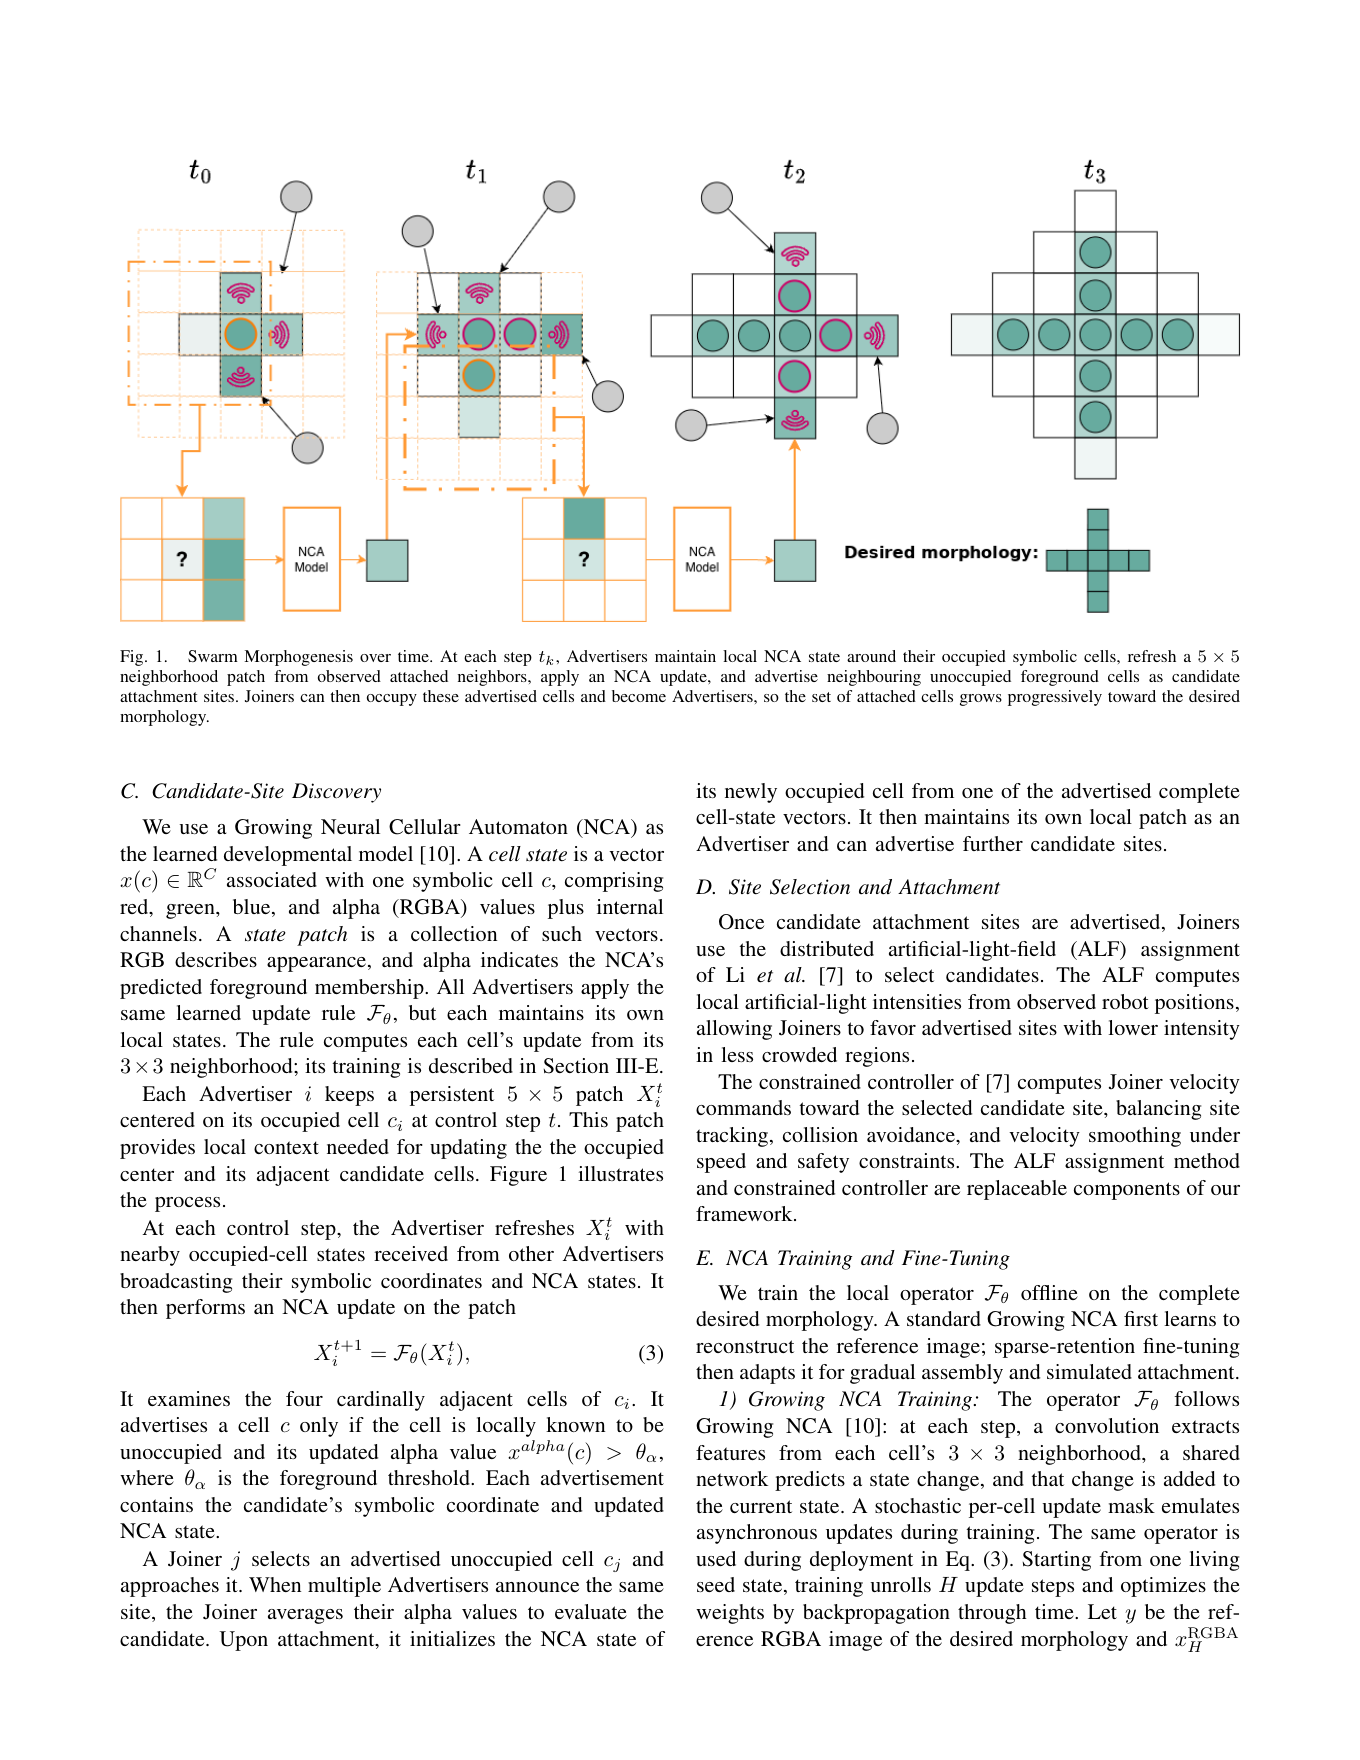 t0
t1
t2
t3
?
NCA
Model
?
NCA
Model
Desired morphology:
Fig. 1. Swarm Morphogenesis over time. At each step tk, Advertisers maintain local NCA state around their occupied symbolic cells, refresh a 5 × 5
neighborhood patch from observed attached neighbors, apply an NCA update, and advertise neighbouring unoccupied foreground cells as candidate
attachment sites. Joiners can then occupy these advertised cells and become Advertisers, so the set of attached cells grows progressively toward the desired
morphology.
C. Candidate-Site Discovery
We use a Growing Neural Cellular Automaton (NCA) as
the learned developmental model [10]. A cell state is a vector
x(c) ∈ ℝ^C associated with one symbolic cell c, comprising
red, green, blue, and alpha (RGBA) values plus internal
channels. A state patch is a collection of such vectors.
RGB describes appearance, and alpha indicates the NCA's
predicted foreground membership. All Advertisers apply the
same learned update rule F_θ, but each maintains its own
local states. The rule computes each cell's update from its
3×3 neighborhood; its training is described in Section III-E.
Each Advertiser i keeps a persistent 5 × 5 patch X_i^t
centered on its occupied cell c_i at control step t. This patch
provides local context needed for updating the the occupied
center and its adjacent candidate cells. Figure 1 illustrates
the process.
At each control step, the Advertiser refreshes X_i^t with
nearby occupied-cell states received from other Advertisers
broadcasting their symbolic coordinates and NCA states. It
then performs an NCA update on the patch
X_i^{t+1} = F_θ(X_i^t), (3)
It examines the four cardinally adjacent cells of c_i. It
advertises a cell c only if the cell is locally known to be
unoccupied and its updated alpha value x^{alpha}(c) > θ_α,
where θ_α is the foreground threshold. Each advertisement
contains the candidate's symbolic coordinate and updated
NCA state.
A Joiner j selects an advertised unoccupied cell c_j and
approaches it. When multiple Advertisers announce the same
site, the Joiner averages their alpha values to evaluate the
candidate. Upon attachment, it initializes the NCA state of
its newly occupied cell from one of the advertised complete
cell-state vectors. It then maintains its own local patch as an
Advertiser and can advertise further candidate sites.
D. Site Selection and Attachment
Once candidate attachment sites are advertised, Joiners
use the distributed artificial-light-field (ALF) assignment
of Li et al. [7] to select candidates. The ALF computes
local artificial-light intensities from observed robot positions,
allowing Joiners to favor advertised sites with lower intensity
in less crowded regions.
The constrained controller of [7] computes Joiner velocity
commands toward the selected candidate site, balancing site
tracking, collision avoidance, and velocity smoothing under
speed and safety constraints. The ALF assignment method
and constrained controller are replaceable components of our
framework.
E. NCA Training and Fine-Tuning
We train the local operator F_θ offline on the complete
desired morphology. A standard Growing NCA first learns to
reconstruct the reference image; sparse-retention fine-tuning
then adapts it for gradual assembly and simulated attachment.
1) Growing NCA Training: The operator F_θ follows
Growing NCA [10]: at each step, a convolution extracts
features from each cell's 3 × 3 neighborhood, a shared
network predicts a state change, and that change is added to
the current state. A stochastic per-cell update mask emulates
asynchronous updates during training. The same operator is
used during deployment in Eq. (3). Starting from one living
seed state, training unrolls H update steps and optimizes the
weights by backpropagation through time. Let y be the ref-
erence RGBA image of the desired morphology and x_H^{RGBA}